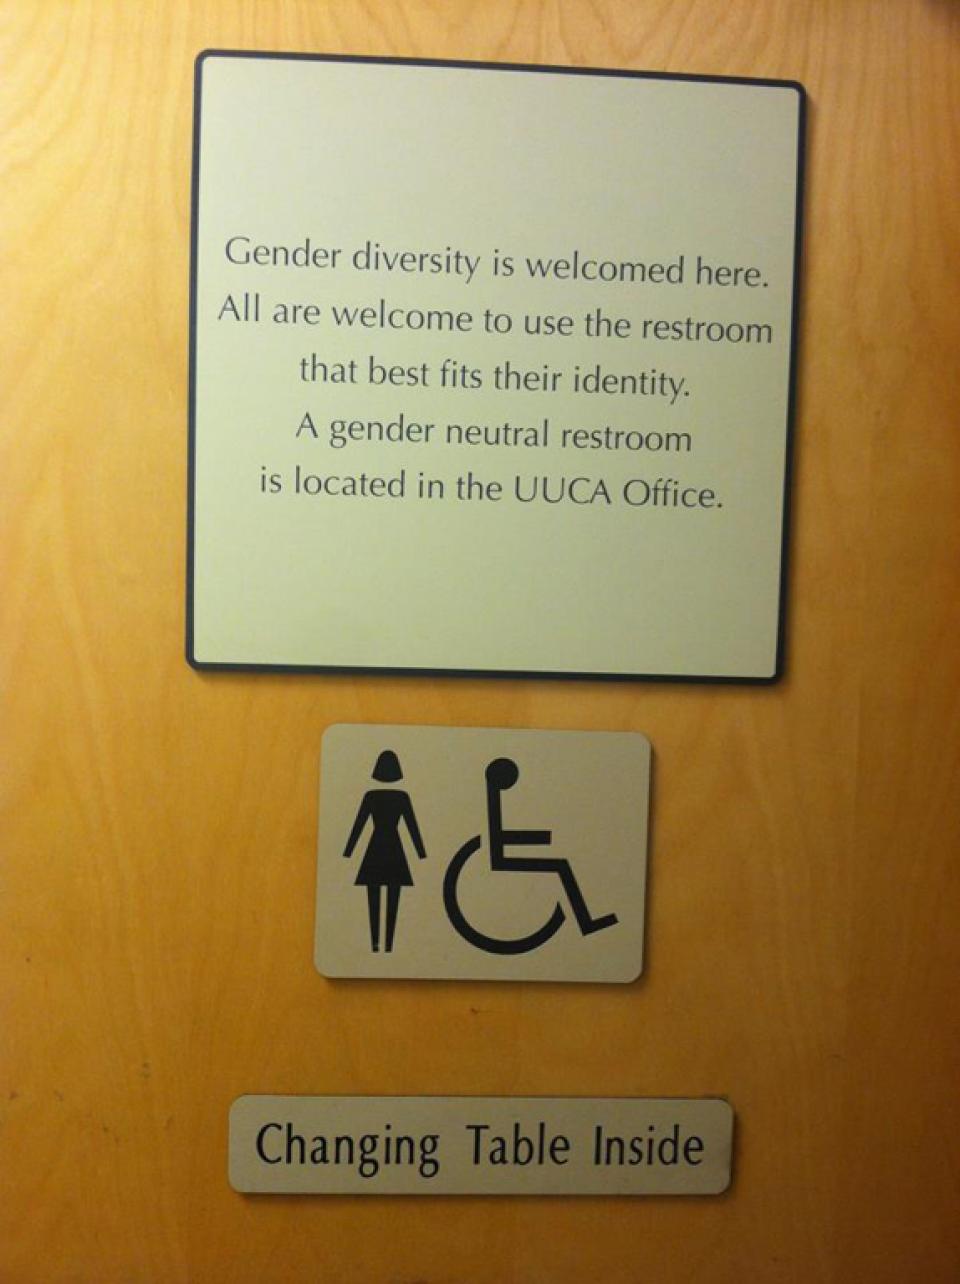 Gender diversity is welcomed here.
All are welcome to use the restroom
that best fits their identity.
A gender neutral restroom
is located in the UUCA Office.
Changing Table Inside